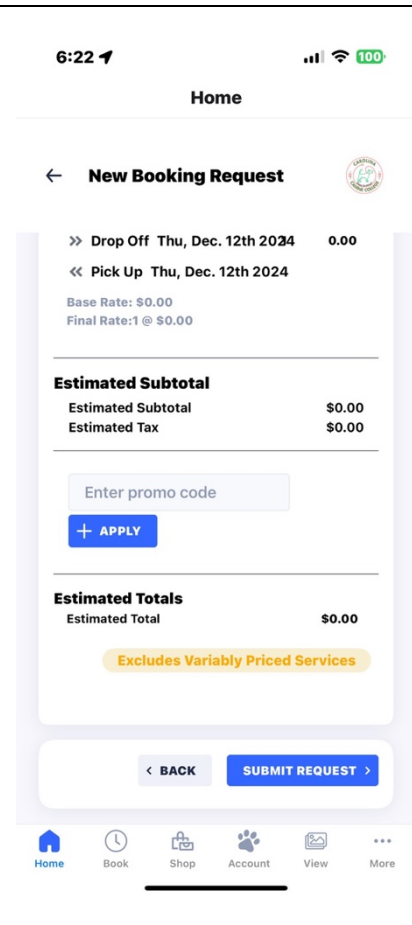 6:22
100
Home
New Booking Request
CAROLINA
CANINE COLLEGE
Drop Off Thu, Dec. 12th 2024 0.00
Pick Up Thu, Dec. 12th 2024
Base Rate: $0.00
Final Rate:1 @ $0.00
Estimated Subtotal
Estimated Subtotal $0.00
Estimated Tax $0.00
Enter promo code
+ APPLY
Estimated Totals
Estimated Total $0.00
Excludes Variably Priced Services
< BACK SUBMIT REQUEST >
Home Book Shop Account View More